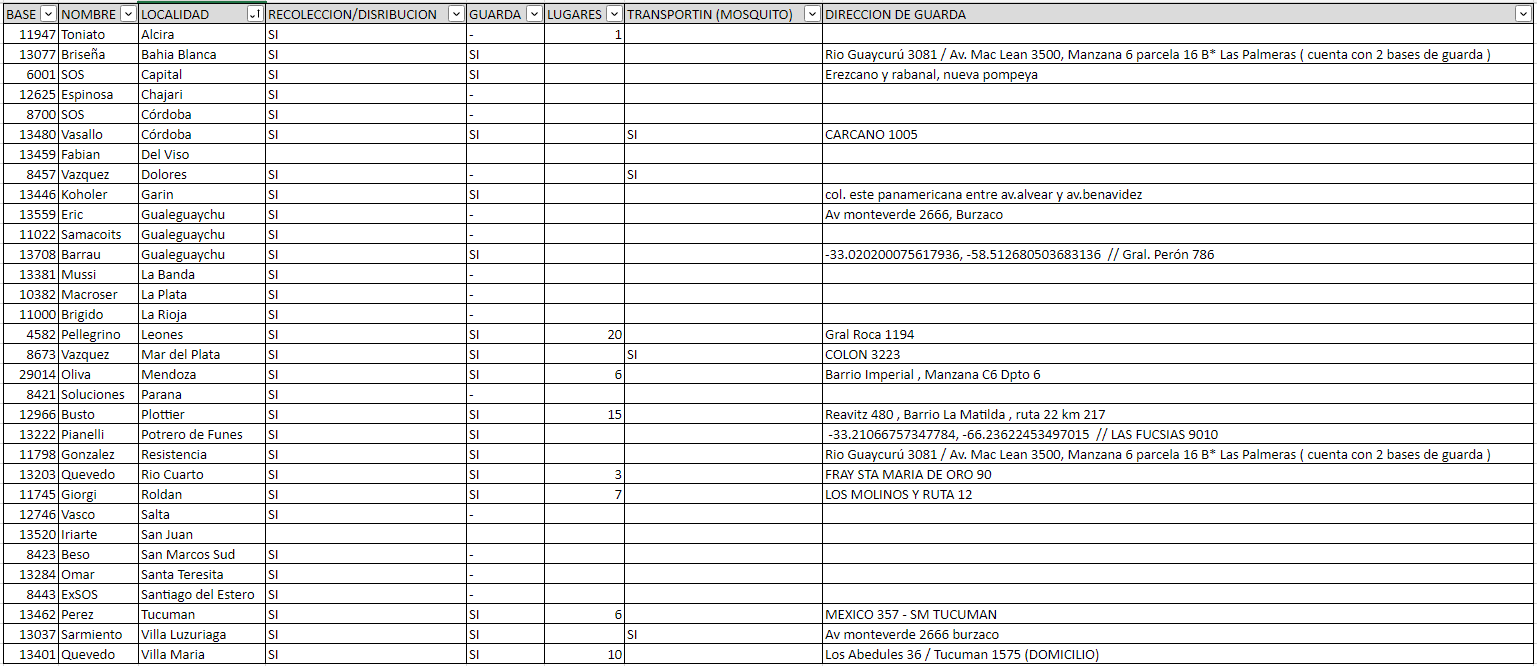 BASE NOMBRE LOCALIDAD RECOLECCION/DISRIBUCION GUARDA LUGARES TRANSPORTIN (MOSQUITO) DIRECCION DE GUARDA
11947 Toniato Alcira SI - 1
13077 Briseña Bahia Blanca SI SI Rio Guaycurú 3081 / Av. Mac Lean 3500, Manzana 6 parcela 16 B* Las Palmeras ( cuenta con 2 bases de guarda )
6001 SOS Capital SI SI Erezcano y rabanal, nueva pompeya
12625 Espinosa Chajari SI -
8700 SOS Córdoba SI -
13480 Vasallo Córdoba SI SI SI CARCANO 1005
13459 Fabian Del Viso
8457 Vazquez Dolores SI - SI
13446 Koholer Garin SI SI col. este panamericana entre av.alvear y av.benavidez
13559 Eric Gualeguaychu SI - Av monteverde 2666, Burzaco
11022 Samacoits Gualeguaychu SI -
13708 Barrau Gualeguaychu SI SI -33.020200075617936, -58.512680503683136 // Gral. Perón 786
13381 Mussi La Banda SI -
10382 Macroser La Plata SI -
11000 Brigido La Rioja SI -
4582 Pellegrino Leones SI SI 20 Gral Roca 1194
8673 Vazquez Mar del Plata SI SI SI COLON 3223
29014 Oliva Mendoza SI SI 6 Barrio Imperial , Manzana C6 Dpto 6
8421 Soluciones Parana SI -
12966 Busto Plottier SI SI 15 Reavitz 480 , Barrio La Matilda , ruta 22 km 217
13222 Pianelli Potrero de Funes SI SI -33.21066757347784, -66.23622453497015 // LAS FUCSIAS 9010
11798 Gonzalez Resistencia SI SI Rio Guaycurú 3081 / Av. Mac Lean 3500, Manzana 6 parcela 16 B* Las Palmeras ( cuenta con 2 bases de guarda )
13203 Quevedo Rio Cuarto SI SI 3 FRAY STA MARIA DE ORO 90
11745 Giorgi Roldan SI SI 7 LOS MOLINOS Y RUTA 12
12746 Vasco Salta SI -
13520 Iriarte San Juan
8423 Beso San Marcos Sud SI -
13284 Omar Santa Teresita SI -
8443 ExSOS Santiago del Estero SI -
13462 Perez Tucuman SI SI 6 MEXICO 357 - SM TUCUMAN
13037 Sarmiento Villa Luzuriaga SI SI SI Av monteverde 2666 burzaco
13401 Quevedo Villa Maria SI SI 10 Los Abedules 36 / Tucuman 1575 (DOMICILIO)